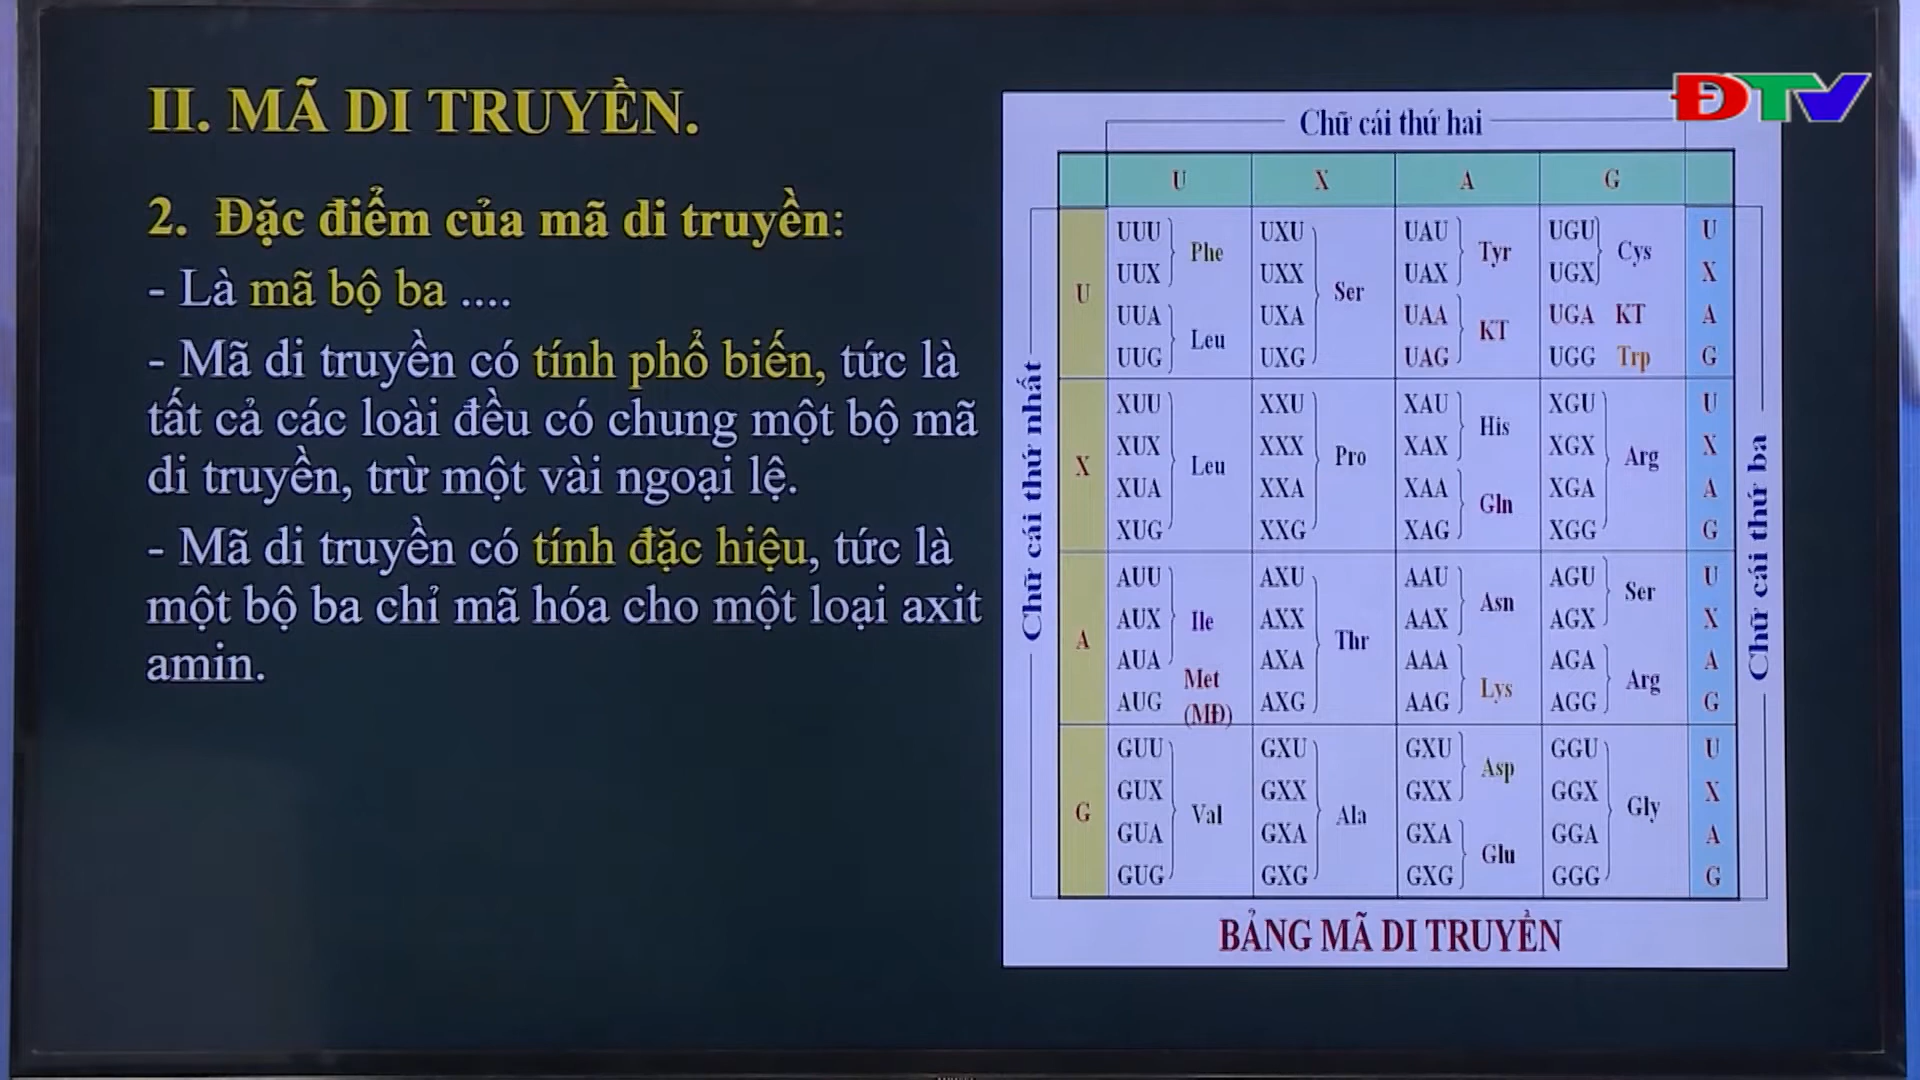 II. MÃ DI TRUYỀN.
2. Đặc điểm của mã di truyền:
- Là mã bộ ba ....
- Mã di truyền có tính phổ biến, tức là
tất cả các loài đều có chung một bộ mã
di truyền, trừ một vài ngoại lệ.
- Mã di truyền có tính đặc hiệu, tức là
một bộ ba chỉ mã hóa cho một loại axit
amin.
ĐTV
Chữ cái thứ hai
U X A G
Chữ cái thứ nhất
U
UUU UXU UAU UGU U
Phe Tyr Cys
UUX UXX UAX UGX X
Ser
UUA UXA UAA UGA KT A
Leu KT
UUG UXG UAG UGG Trp G
X
XUU XXU XAU XGU U
His
XUX XXX XAX XGX X
Leu Pro Arg
XUA XXA XAA XGA A
Gln
XUG XXG XAG XGG G
A
AUU AXU AAU AGU U
Asn Ser
AUX AXX AAX AGX X
Ile Thr
AUA AXA AAA AGA A
Met Lys Arg
AUG AXG AAG AGG G
(MĐ)
G
GUU GXU GXU GGU U
Asp
GUX GXX GXX GGX X
Val Ala Gly
GUA GXA GXA GGA A
Glu
GUG GXG GXG GGG G
Chữ cái thứ ba
BẢNG MÃ DI TRUYỀN